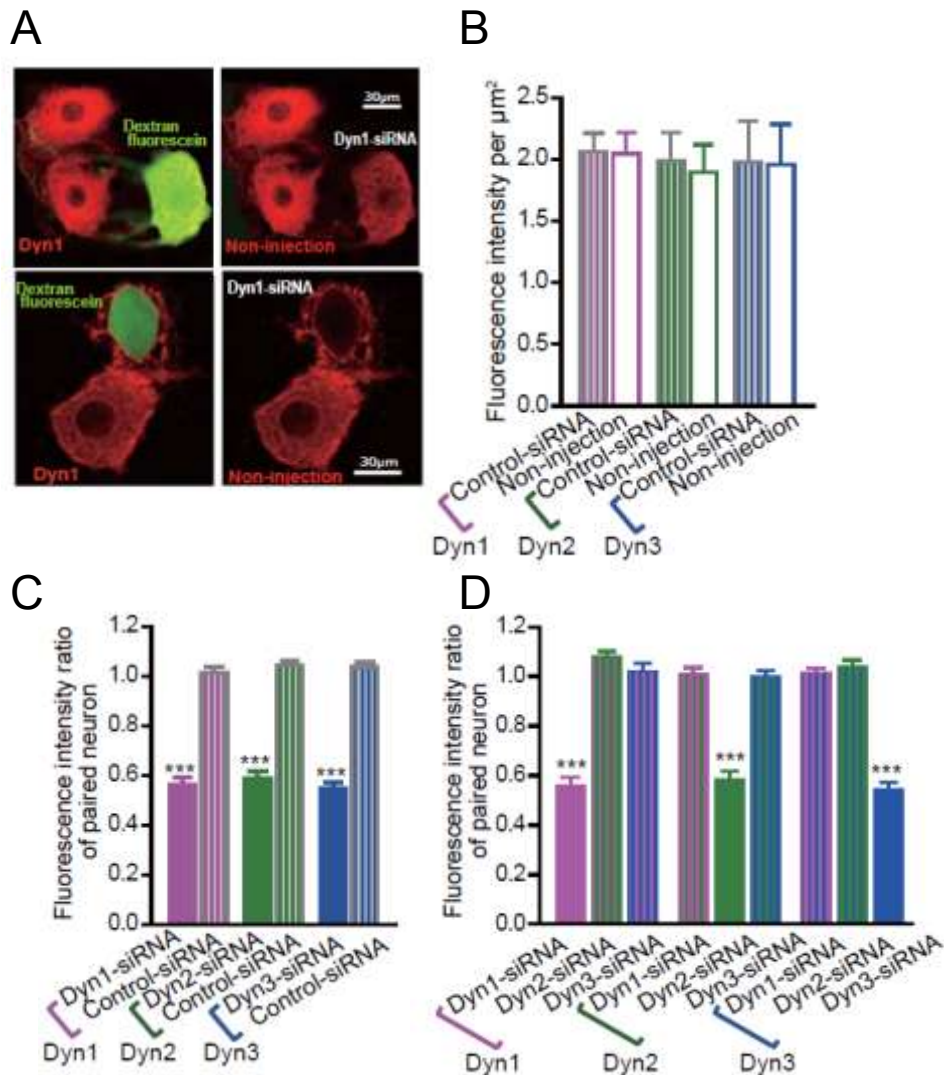 A
Dextran
fluorescein
Dyn1
30µm
Dyn1-siRNA
Non-injection
Dextran
fluorescein
Dyn1
Dyn1-siRNA
Non-injection
30µm
B
Fluorescence intensity per µm²
2.5
2.0
1.0
2.5
0.0
Control-siRNA
Non-injection
Control-siRNA
Non-injection
Control-siRNA
Non-injection
Dyn1 Dyn2 Dyn3
C
Fluorescence intensity ratio
of paired neuron
1.2
1.0
0.8
0.6
0.4
0.2
0.0
*** *** ***
Dyn1-siRNA
Control-siRNA
Dyn2-siRNA
Control-siRNA
Dyn3-siRNA
Control-siRNA
Dyn1 Dyn2 Dyn3
D
Fluorescence intensity ratio
of paired neuron
1.2
1.0
0.8
0.6
0.4
0.2
0.0
*** *** ***
Dyn1-siRNA
Dyn2-siRNA
Dyn3-siRNA
Dyn1-siRNA
Dyn2-siRNA
Dyn3-siRNA
Dyn1-siRNA
Dyn2-siRNA
Dyn3-siRNA
Dyn1 Dyn2 Dyn3